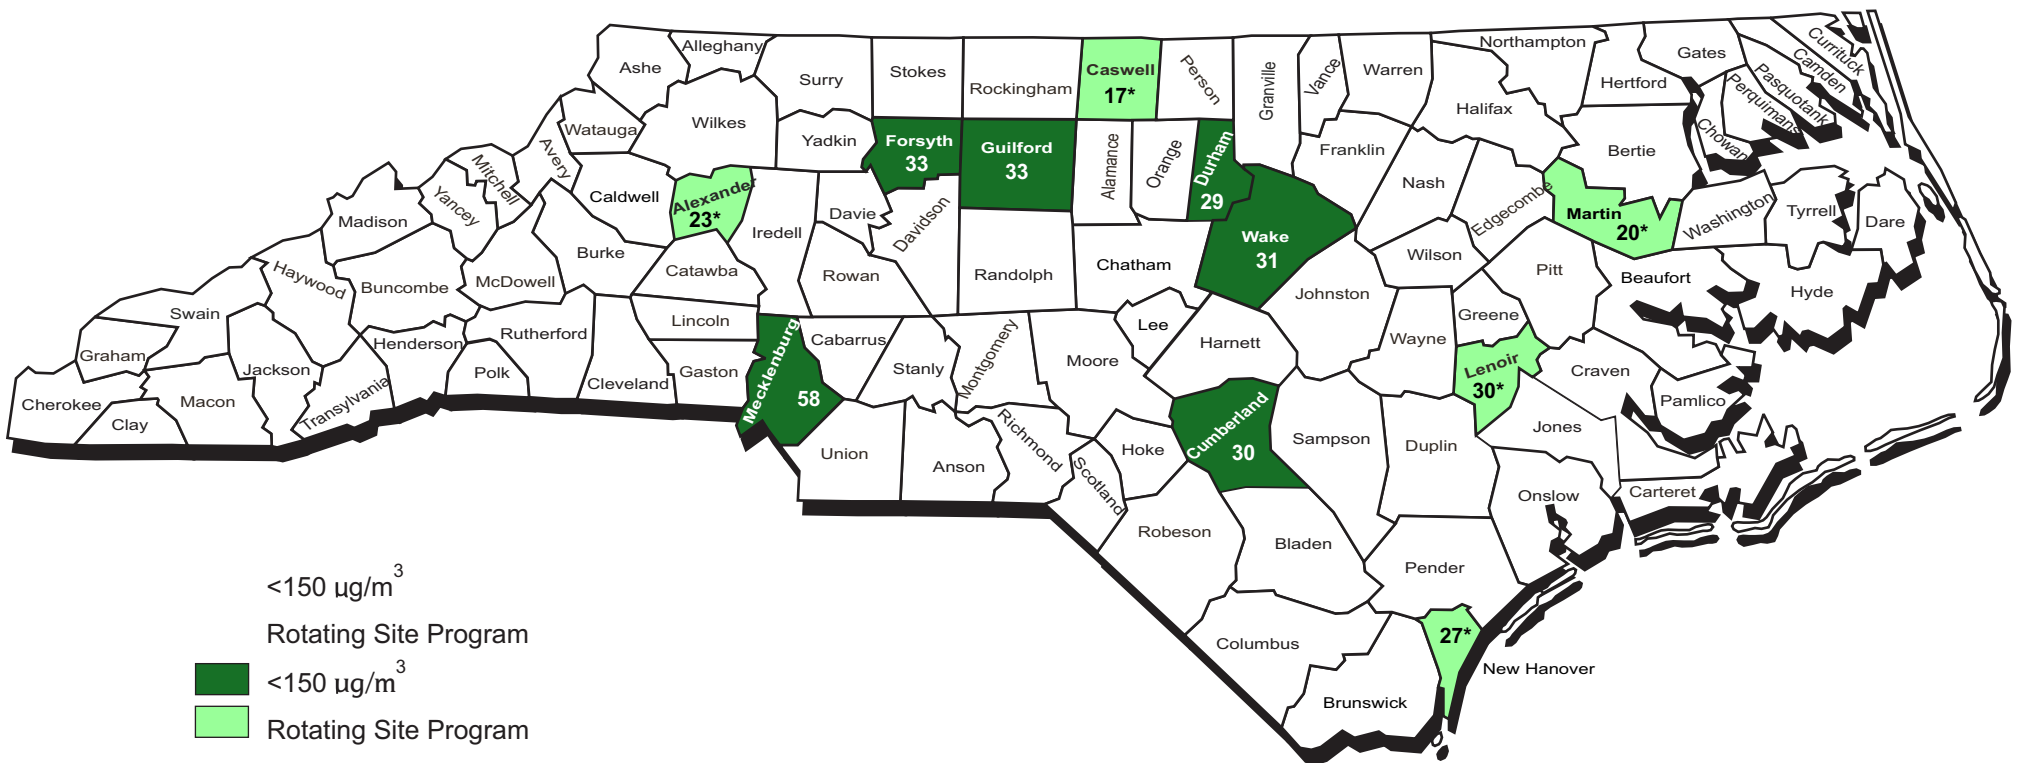 Ashe
Alleghany
Surry
Stokes
Rockingham
Caswell
17*
Person
Granville
Vance
Warren
Northampton
Halifax
Hertford
Gates
Currituck
Camden
Pasquotank
Perquimans
Chowan
Bertie
Watauga
Wilkes
Yadkin
Forsyth
33
Guilford
33
Alamance
Orange
Durham
29
Franklin
Nash
Edgecombe
Martin
20*
Washington
Tyrrell
Dare
Avery
Mitchell
Yancey
Madison
Caldwell
Alexander
23*
Iredell
Davie
Davidson
Wake
31
Wilson
Pitt
Beaufort
Hyde
Haywood
Buncombe
McDowell
Burke
Catawba
Rowan
Randolph
Chatham
Johnston
Greene
Swain
Graham
Jackson
Henderson
Rutherford
Lincoln
Mecklenburg
58
Cabarrus
Stanly
Montgomery
Moore
Lee
Harnett
Wayne
Lenoir
30*
Craven
Pamlico
Cherokee
Clay
Macon
Transylvania
Polk
Cleveland
Gaston
Union
Anson
Richmond
Scotland
Hoke
Cumberland
30
Sampson
Duplin
Jones
Onslow
Carteret
Robeson
Bladen
Pender
Columbus
Brunswick
27*
New Hanover
<150 µg/m3
Rotating Site Program
<150 µg/m3
Rotating Site Program